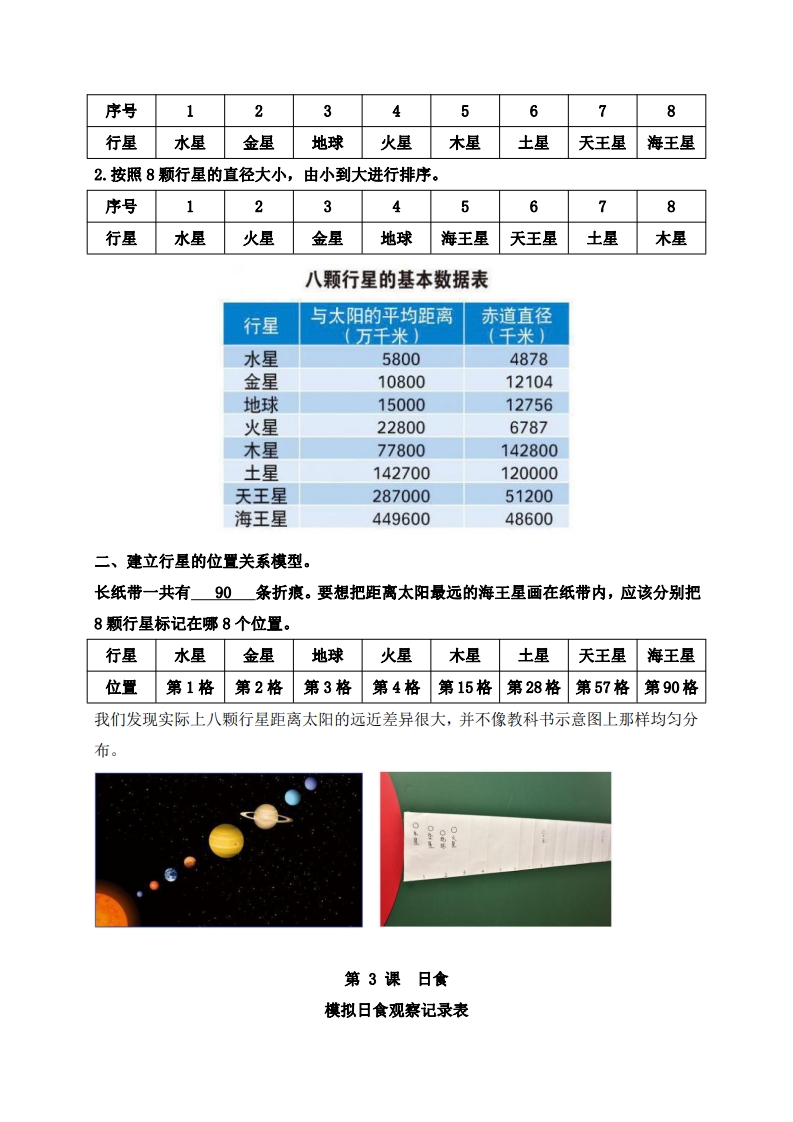 序号 1 2 3 4 5 6 7 8
行星 水星 金星 地球 火星 木星 土星 天王星 海王星
2.按照 8 颗行星的直径大小，由小到大进行排序。
序号 1 2 3 4 5 6 7 8
行星 水星 火星 金星 地球 海王星 天王星 土星 木星
八颗行星的基本数据表
行星 与太阳的平均距离（万千米） 赤道直径（千米）
水星 5800 4878
金星 10800 12104
地球 15000 12756
火星 22800 6787
木星 77800 142800
土星 142700 120000
天王星 287000 51200
海王星 449600 48600
二、建立行星的位置关系模型。
长纸带一共有 90 条折痕。要想把距离太阳最远的海王星画在纸带内，应该分别把
8 颗行星标记在哪 8 个位置。
行星 水星 金星 地球 火星 木星 土星 天王星 海王星
位置 第 1 格 第 2 格 第 3 格 第 4 格 第 15 格 第 28 格 第 57 格 第 90 格
我们发现实际上八颗行星距离太阳的远近差异很大，并不像教科书示意图上那样均匀分
布。
水星 金星 地球 火星
1 2 3 4
第 3 课 日食
模拟日食观察记录表